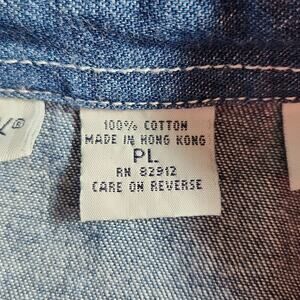 100% COTTON
MADE IN HONG KONG
PL
RN 82912
CARE ON REVERSE